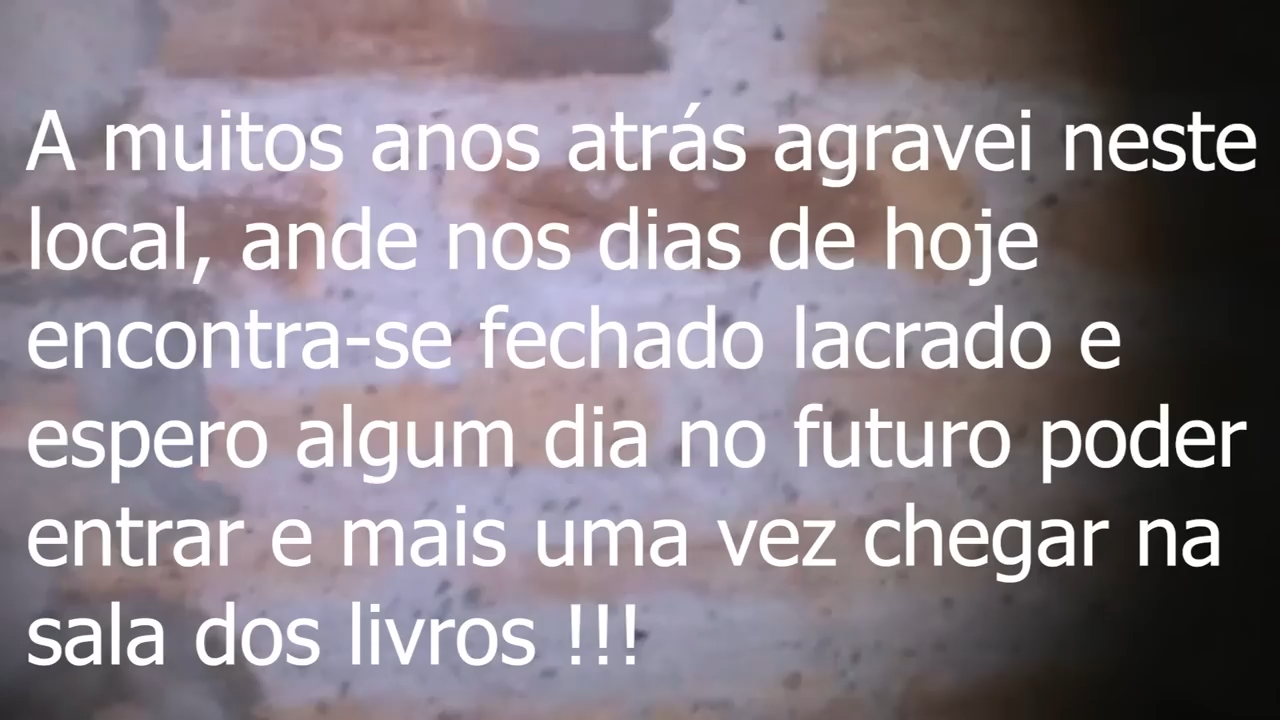 A muitos anos atrás agravei neste
local, ande nos dias de hoje
encontra-se fechado lacrado e
espero algum dia no futuro poder
entrar e mais uma vez chegar na
sala dos livros !!!